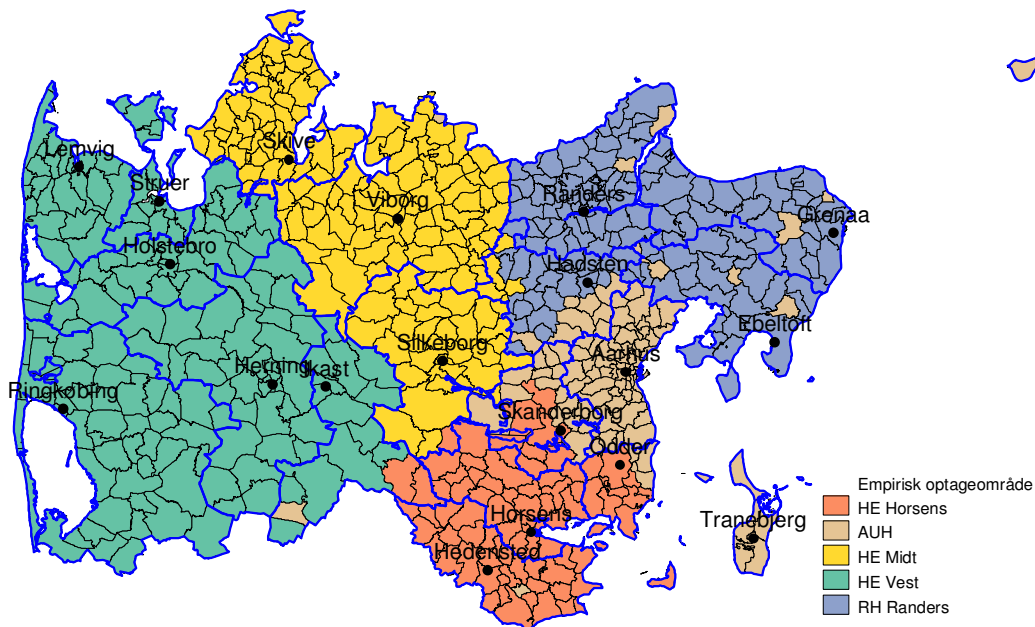 Skive
Lemvig
Struer
Viborg
Randers
Grenaa
Holstebro
Hadsten
Ebeltoft
Silkeborg
Aarhus
Herning
Ikast
Ringkøbing
Skanderborg
Odder
Horsens
Tranebjerg
Hedensted
Empirisk optageområde
HE Horsens
AUH
HE Midt
HE Vest
RH Randers